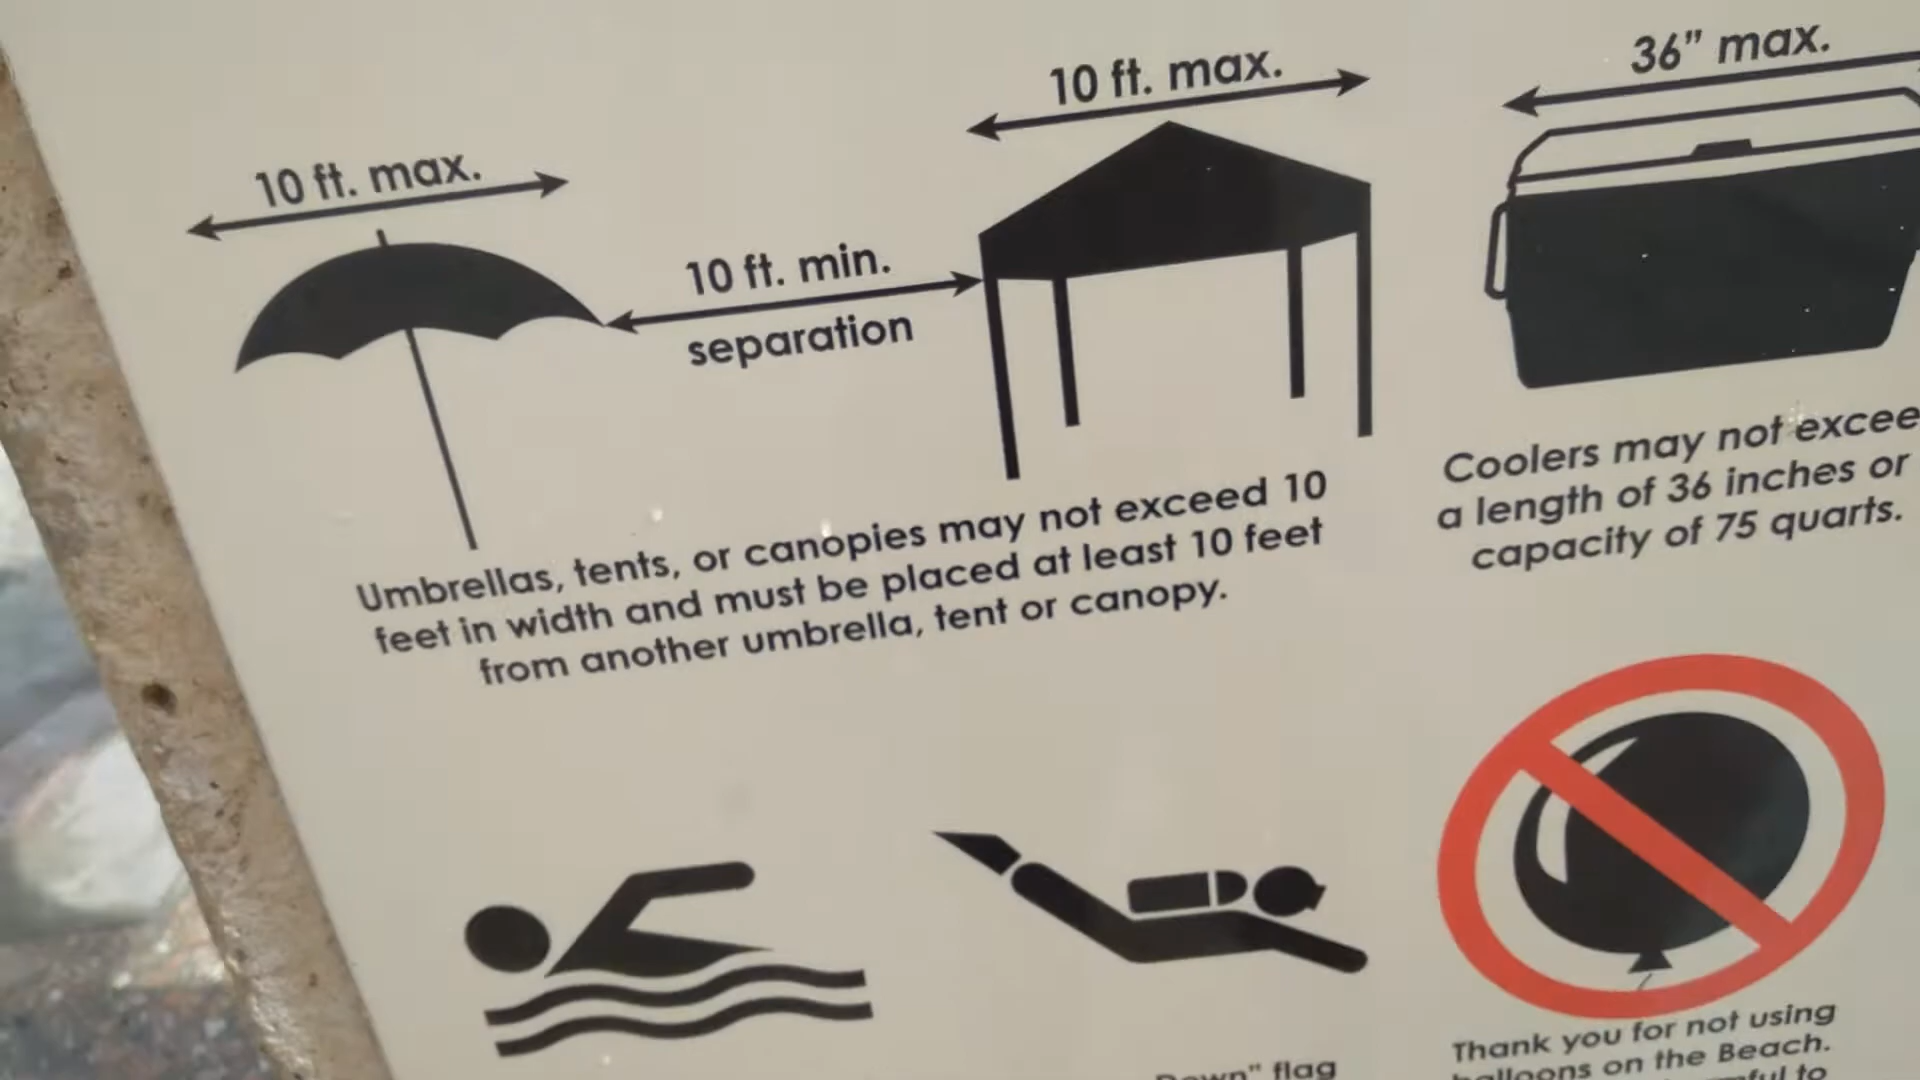 10 ft. max.
10 ft. min.
separation
10 ft. max.
36” max.
Umbrellas, tents, or canopies may not exceed 10
feet in width and must be placed at least 10 feet
from another umbrella, tent or canopy.
Coolers may not
a length of 36 inches or
capacity of 75 quarts.
flag
Thank you for not using
balloons on the Beach.
to